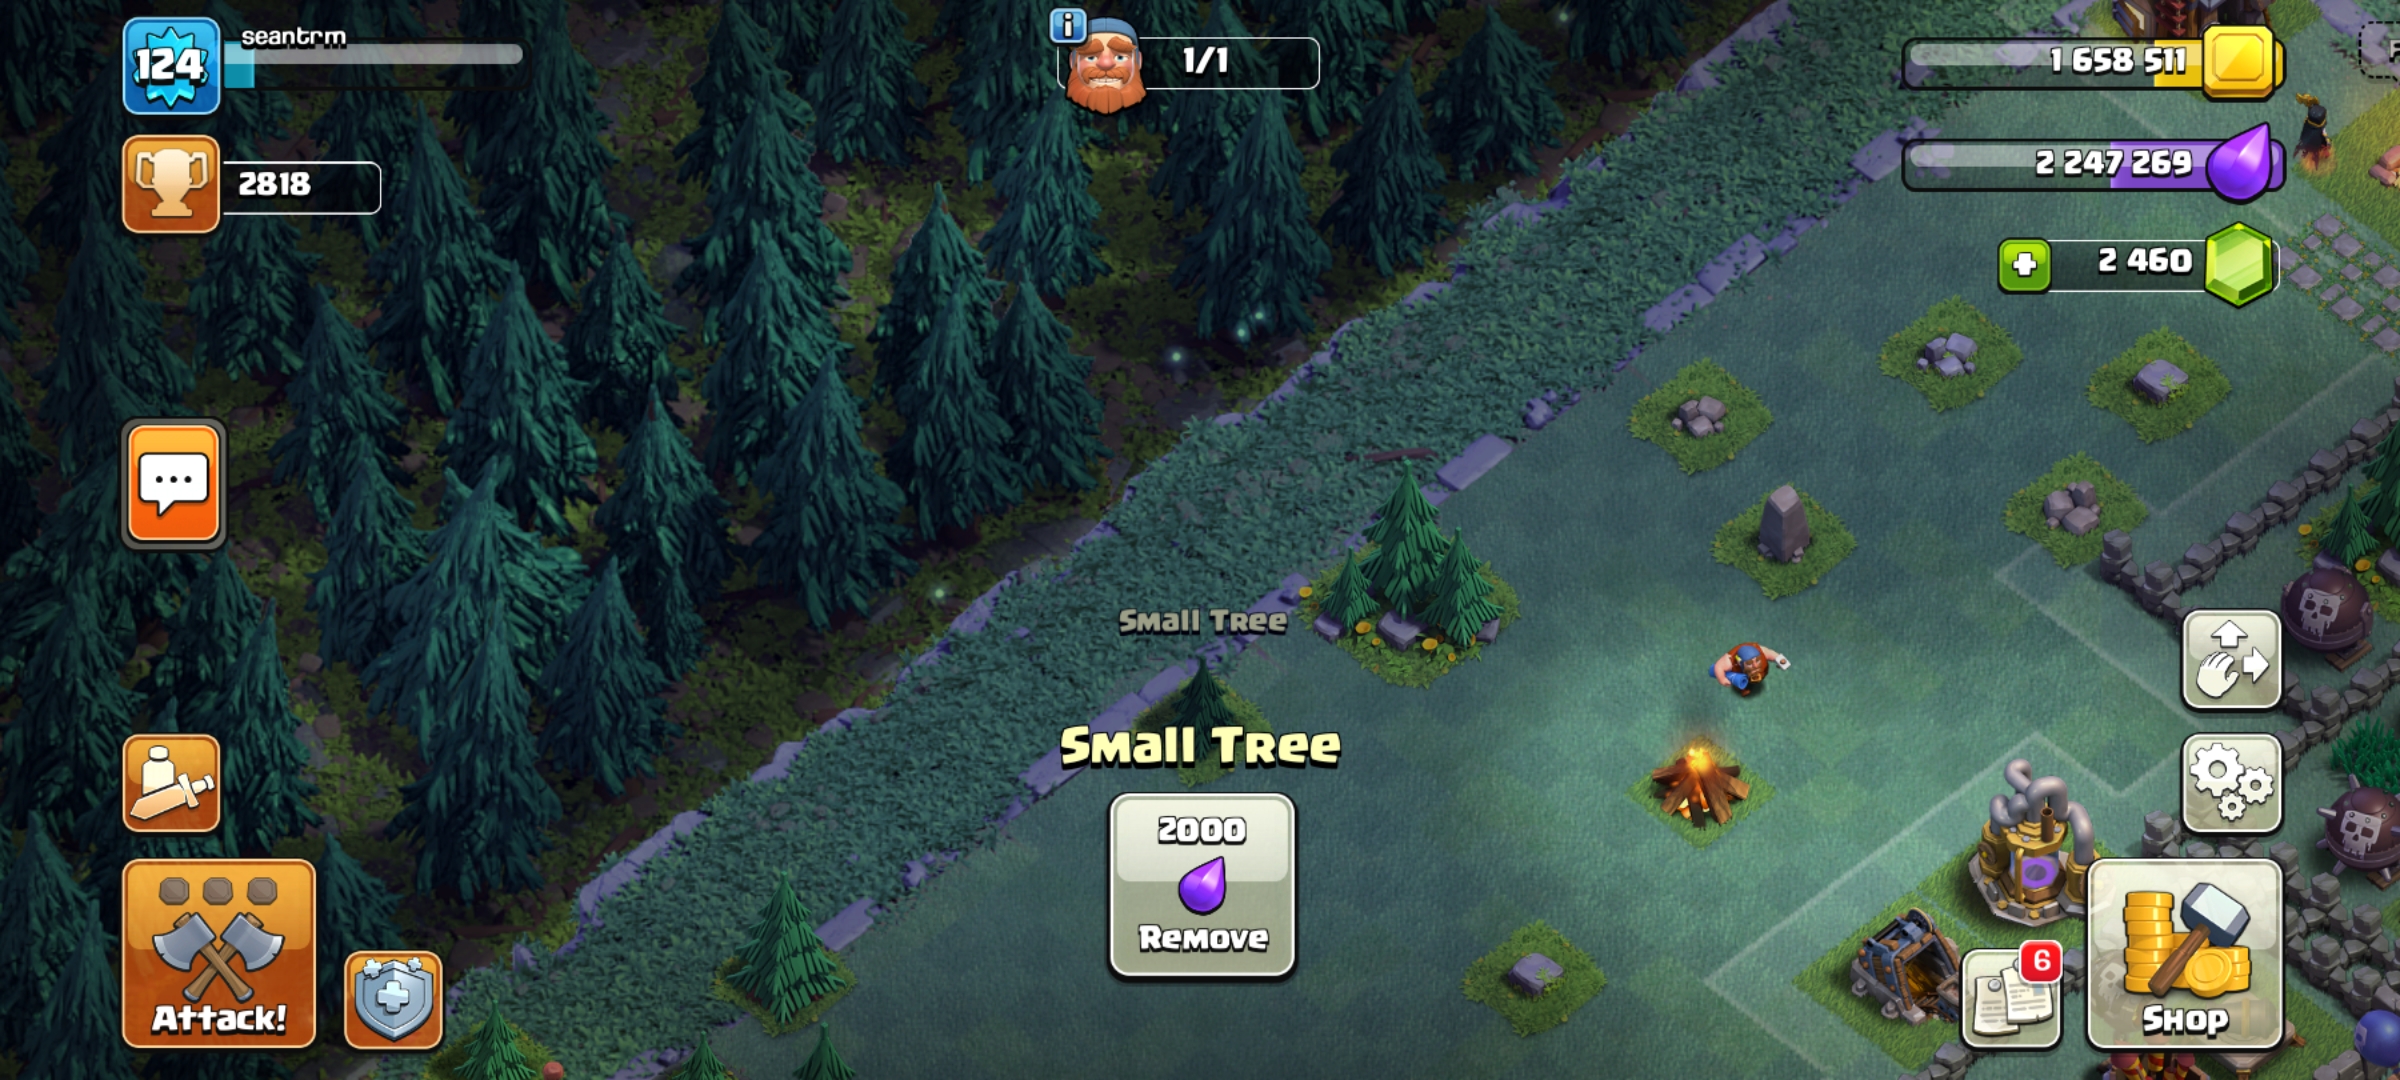 124
seantrm
1/1
1 658 511
2818
2 247 269
2 460
Small Tree
Small Tree
2000
Remove
Attack!
6
Shop